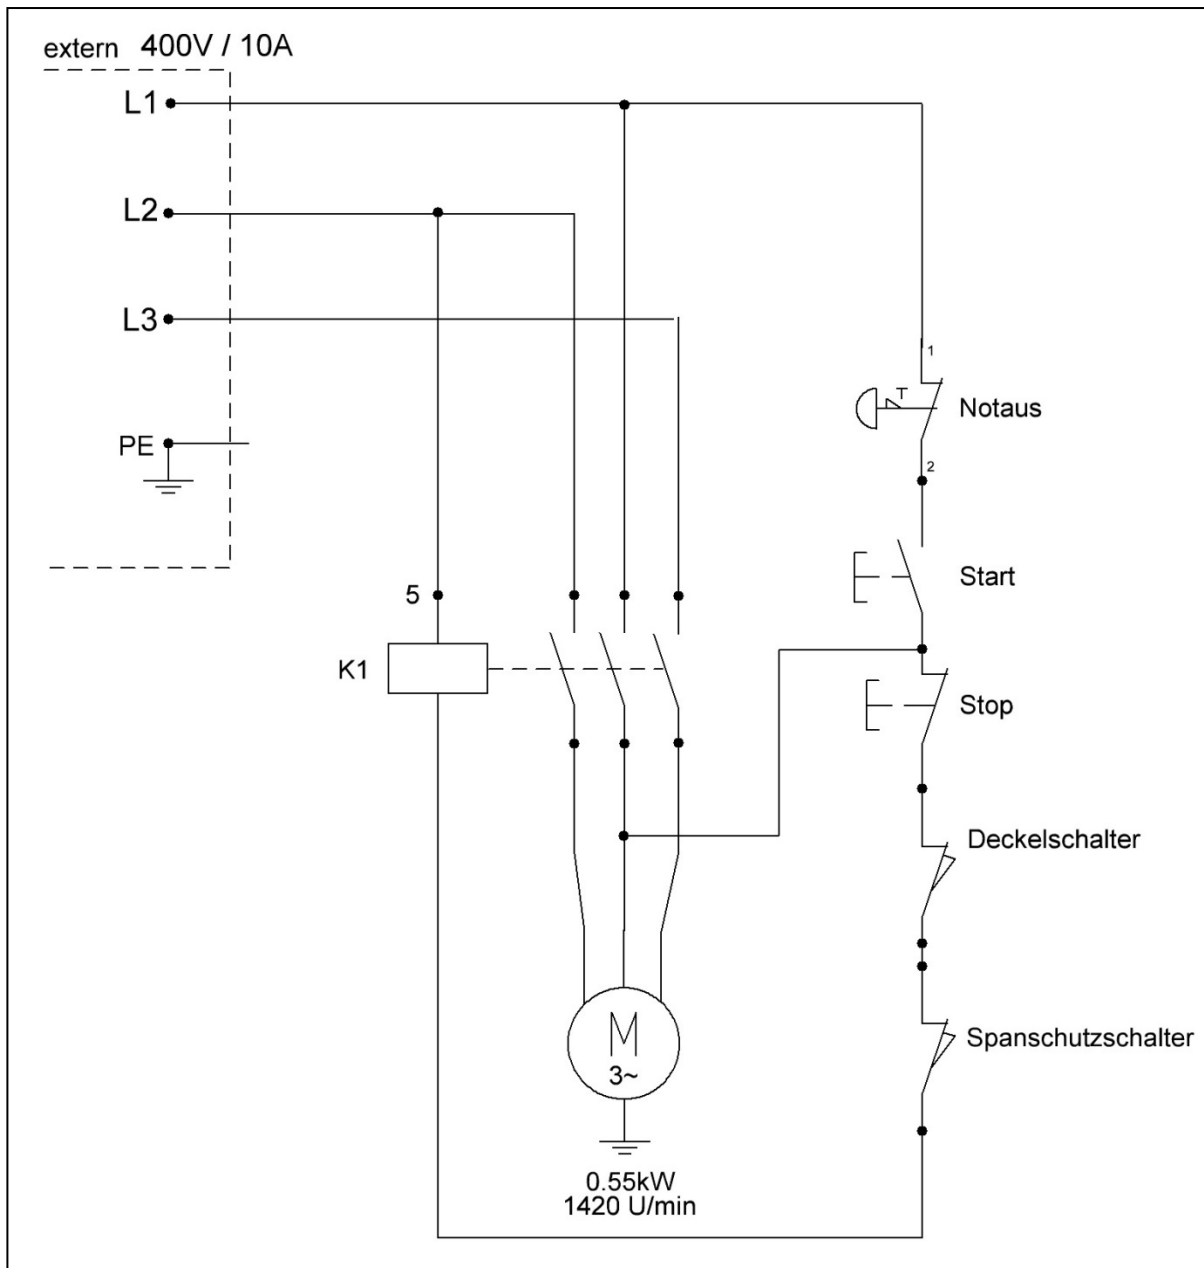 extern 400V / 10A
L1
L2
L3
PE
1
T
Notaus
2
Start
5
K1
Stop
Deckelschalter
M
3~
Spanschutzschalter
0.55kW
1420 U/min